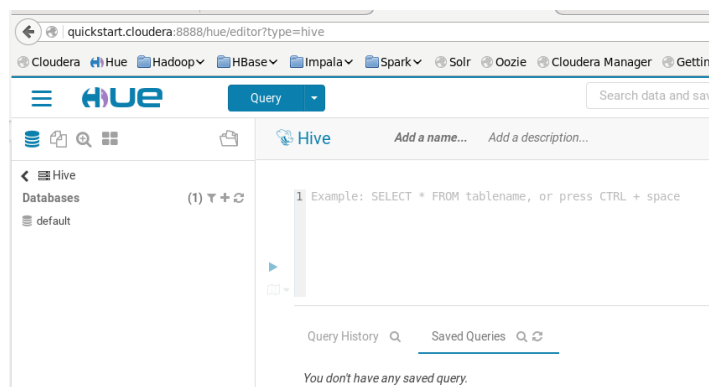 quickstart.cloudera:8888/hue/editor?type=hive
Cloudera Hue Hadoop HBase Impala Spark Solr Oozie Cloudera Manager
HUE Query Search data and
Hive Add a name... Add a description...
Hive
Databases (1)
default
1 Example: SELECT * FROM tablename, or press CTRL + space
Query History Saved Queries
You don't have any saved query.